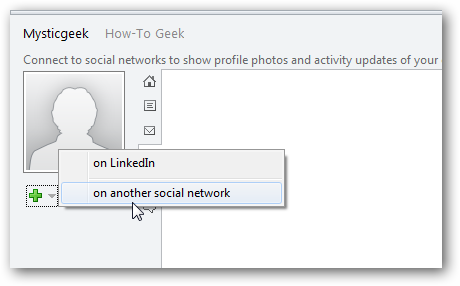 Mysticgeek How-To Geek
Connect to social networks to show profile photos and activity updates of your
on LinkedIn
on another social network